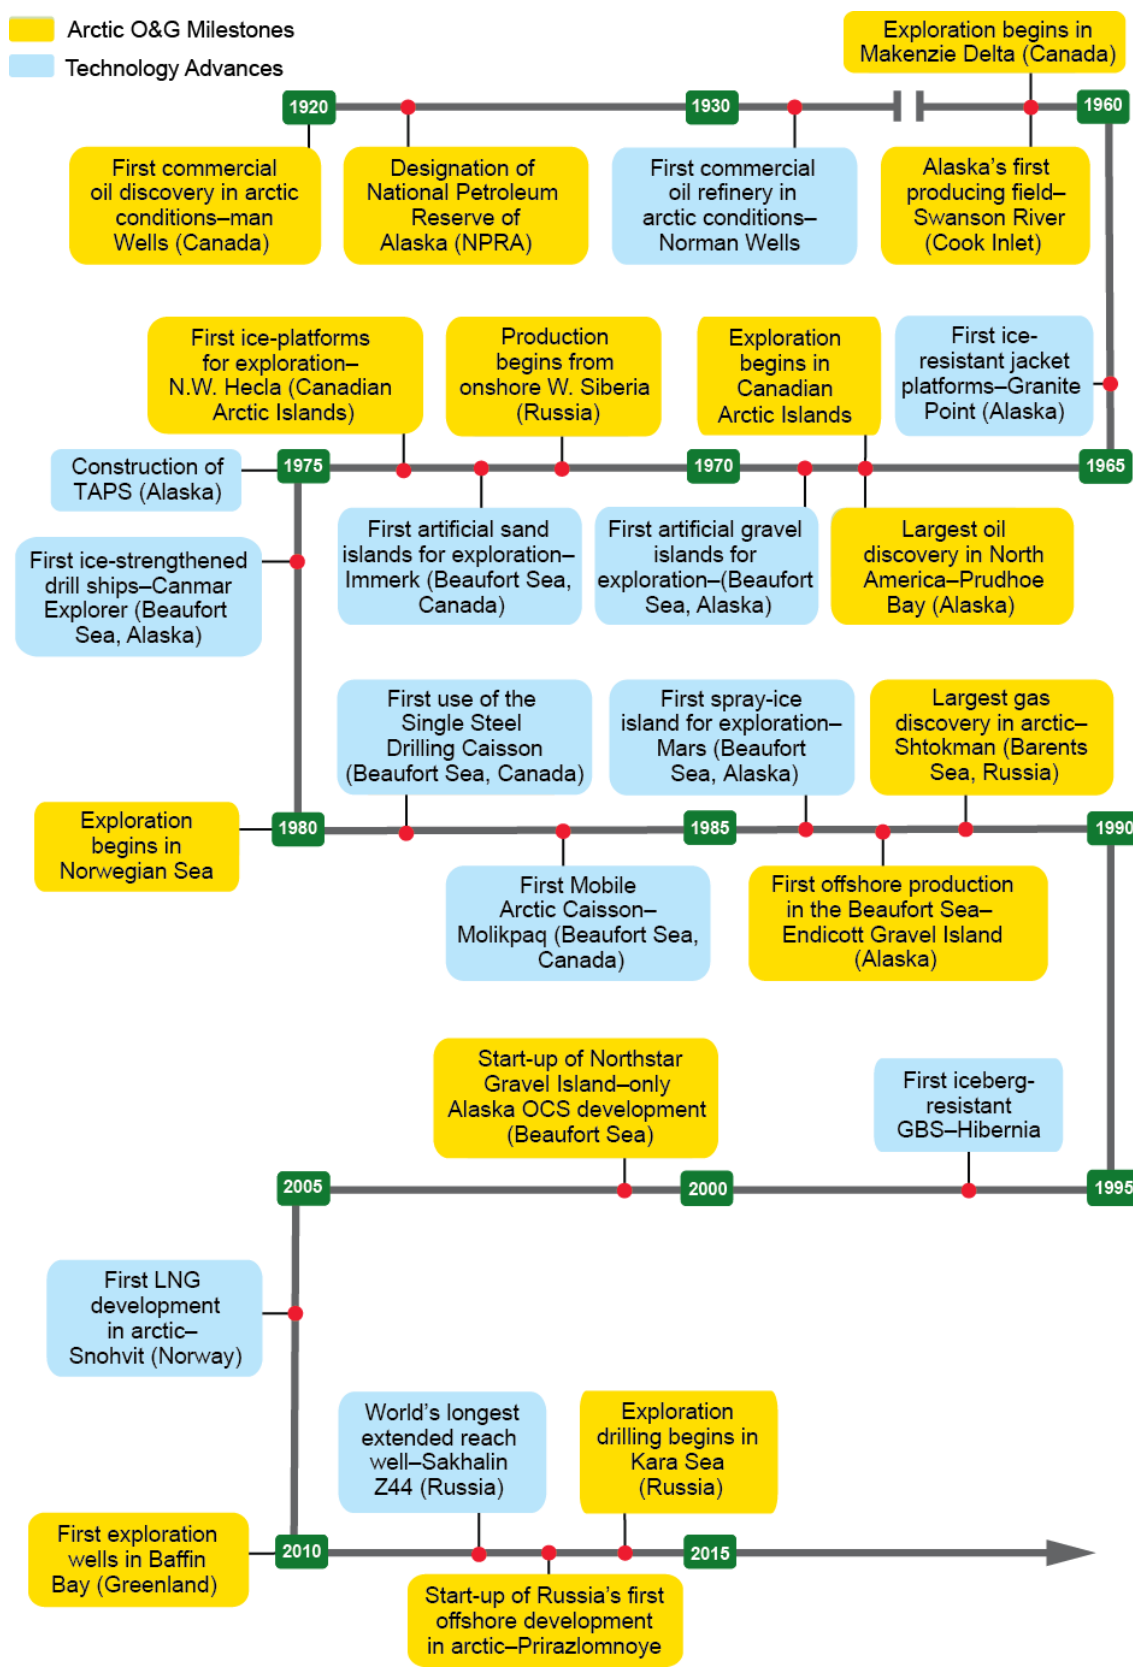 Arctic O&G Milestones
Technology Advances
Exploration begins in
Makenzie Delta (Canada)
1920
1930
1960
First commercial
oil discovery in arctic
conditions–man
Wells (Canada)
Designation of
National Petroleum
Reserve of
Alaska (NPRA)
First commercial
oil refinery in
arctic conditions–
Norman Wells
Alaska's first
producing field–
Swanson River
(Cook Inlet)
First ice-platforms
for exploration–
N.W. Hecla (Canadian
Arctic Islands)
Production
begins from
onshore W. Siberia
(Russia)
Exploration
begins in
Canadian
Arctic Islands
First ice-
resistant jacket
platforms–Granite
Point (Alaska)
Construction of
TAPS (Alaska)
1975
1970
1965
First ice-strengthened
drill ships–Canmar
Explorer (Beaufort
Sea, Alaska)
First artificial sand
islands for exploration–
Immerk (Beaufort Sea,
Canada)
First artificial gravel
islands for
exploration–(Beaufort
Sea, Alaska)
Largest oil
discovery in North
America–Prudhoe
Bay (Alaska)
First use of the
Single Steel
Drilling Caisson
(Beaufort Sea, Canada)
First spray-ice
island for exploration–
Mars (Beaufort
Sea, Alaska)
Largest gas
discovery in arctic–
Shtokman (Barents
Sea, Russia)
Exploration
begins in
Norwegian Sea
1980
1985
1990
First Mobile
Arctic Caisson–
Molikpaq (Beaufort Sea,
Canada)
First offshore production
in the Beaufort Sea–
Endicott Gravel Island
(Alaska)
Start-up of Northstar
Gravel Island–only
Alaska OCS development
(Beaufort Sea)
First iceberg-
resistant
GBS–Hibernia
2005
2000
1995
First LNG
development
in arctic–
Snohvit (Norway)
World's longest
extended reach
well–Sakhalin
Z44 (Russia)
Exploration
drilling begins in
Kara Sea
(Russia)
First exploration
wells in Baffin
Bay (Greenland)
2010
2015
Start-up of Russia's first
offshore development
in arctic–Prirazlomnoye